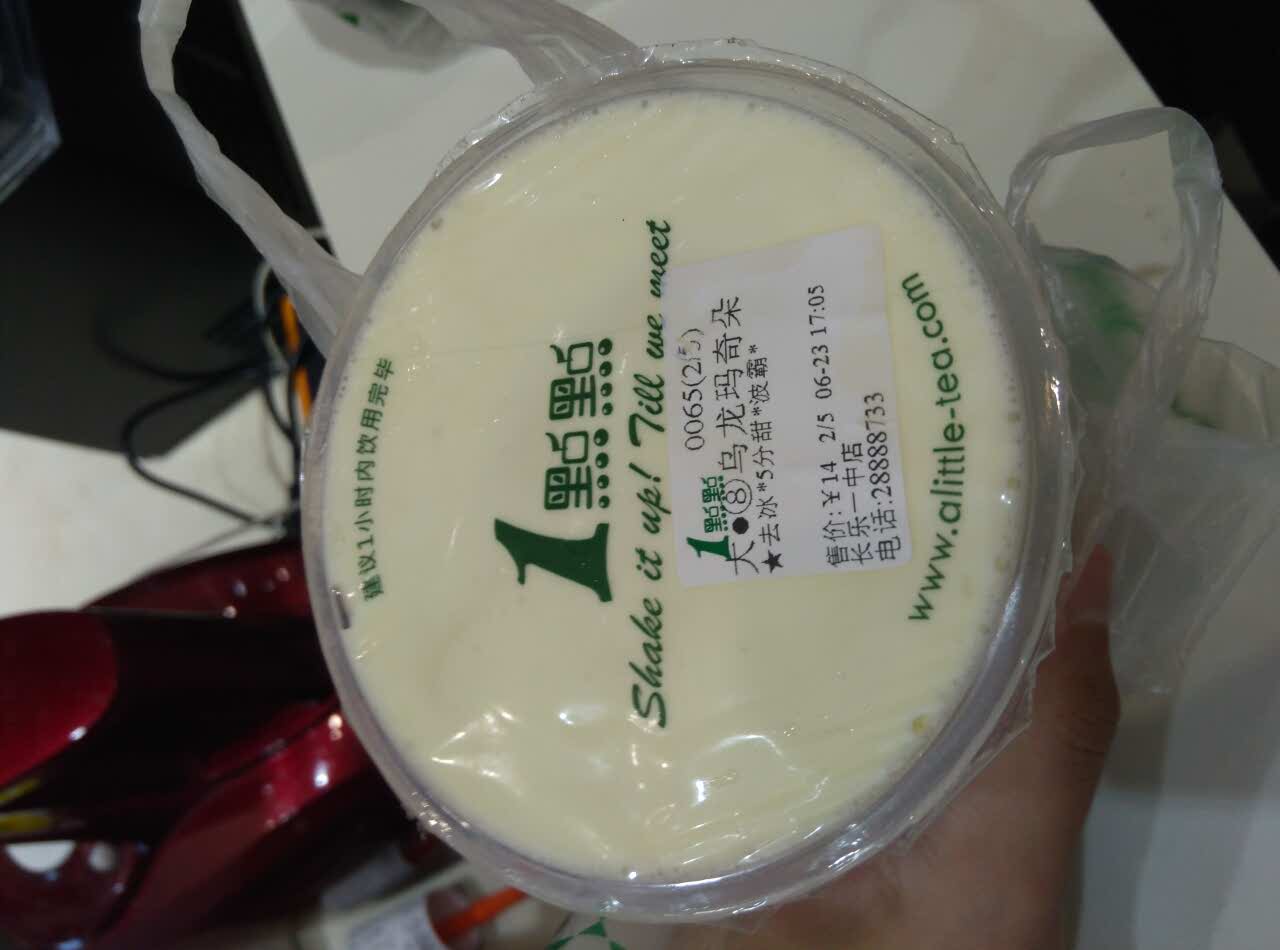 建议1小时内饮用完毕
1點點
Shake it up! Till we meet
1點點 0065(2/5)
大●⑧乌龙玛奇朵
★去冰*5分甜*波霸*
售价:￥14 2/5 06-23 17:05
长乐一中店
电话:28888733
www.alittle-tea.com